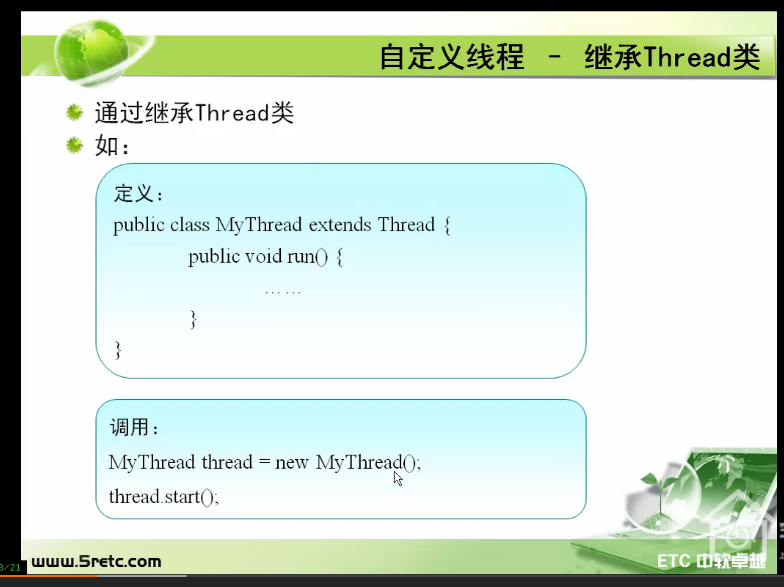 自定义线程 – 继承Thread类
通过继承Thread类
如：
定义：
public class MyThread extends Thread {
public void run() {
……
}
}
调用：
MyThread thread = new MyThread();
thread.start();
www.5retc.com
ETC 中软卓越